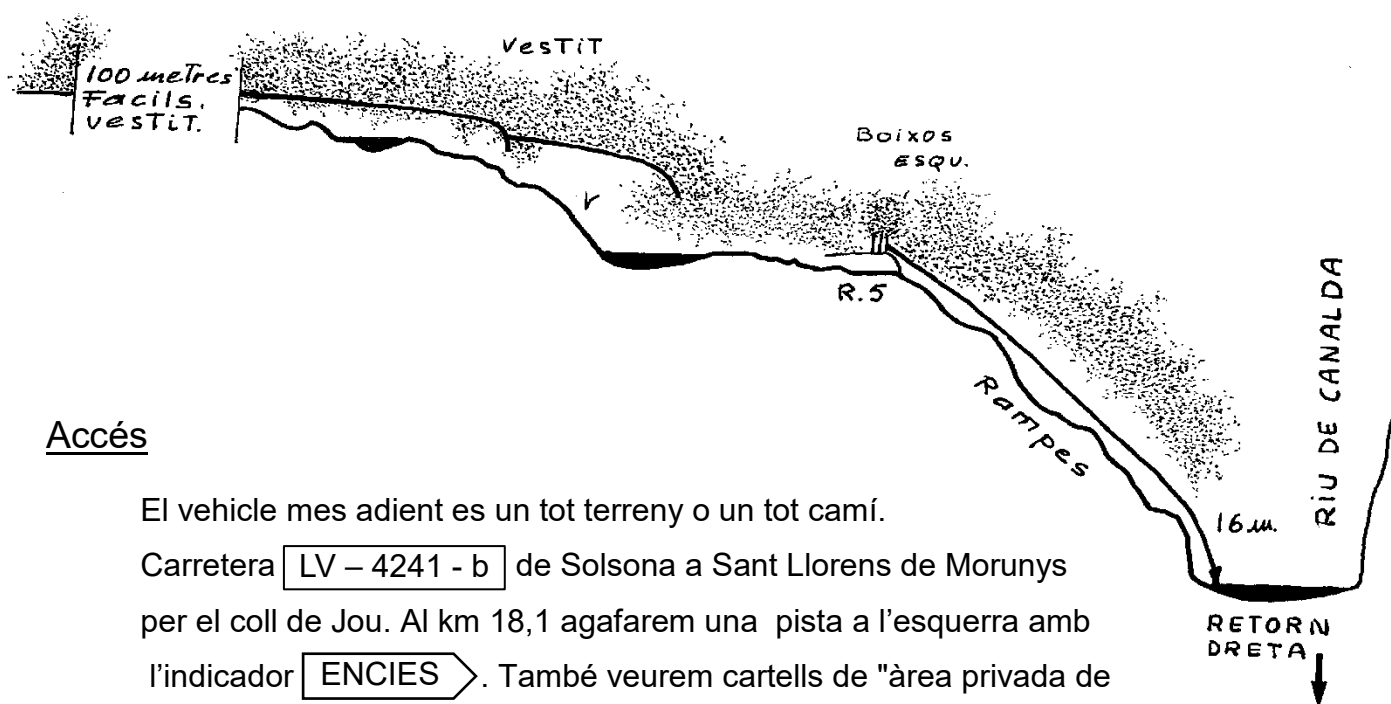 VesTiT
100 metres
Facils.
vesTiT.
Boixos
ESQU.
R.5
Rampes
16 m.
RiU DE CANALDA
RETORN
DRETA
Accés
El vehicle mes adient es un tot terreny o un tot camí.
Carretera LV – 4241 - b de Solsona a Sant Llorens de Morunys
per el coll de Jou. Al km 18,1 agafarem una pista a l’esquerra amb
l’indicador ENCIES. També veurem cartells de "àrea privada de